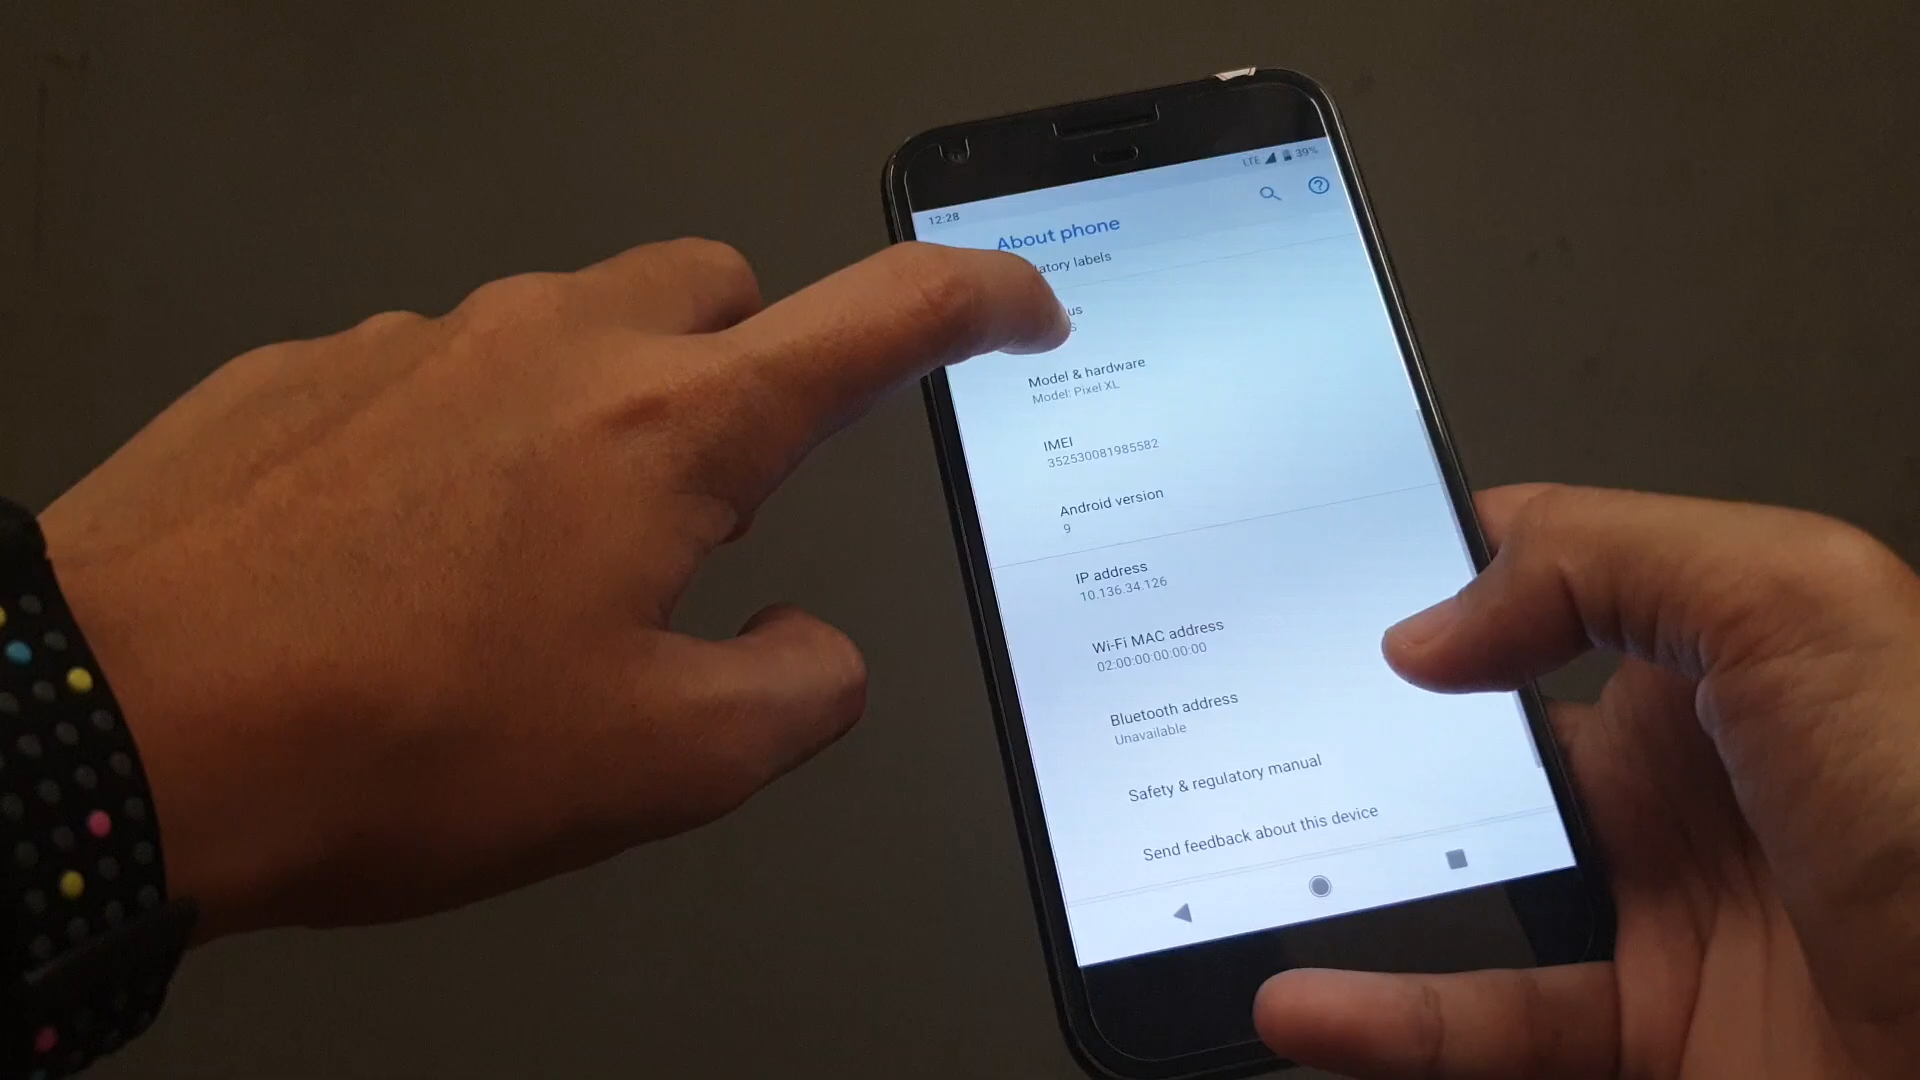 12:28
LTE 39%
About phone
latory labels
us
s
Model & hardware
Model: Pixel XL
IMEI
352530081985582
Android version
9
IP address
10.136.34.126
Wi-Fi MAC address
02:00:00:00:00:00
Bluetooth address
Unavailable
Safety & regulatory manual
Send feedback about this device